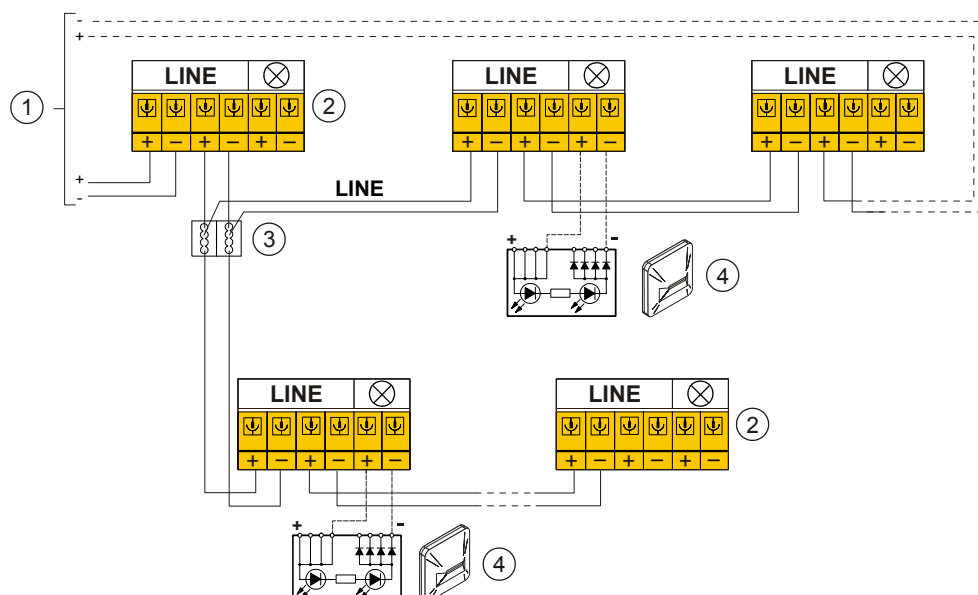 -
+
LINE
LINE
LINE
1
2
+ − + − + −
+ − + − + −
+ − + − + −
+
-
LINE
3
+ -
4
LINE
LINE
2
+ − + − + −
+ − + − + −
+ -
4